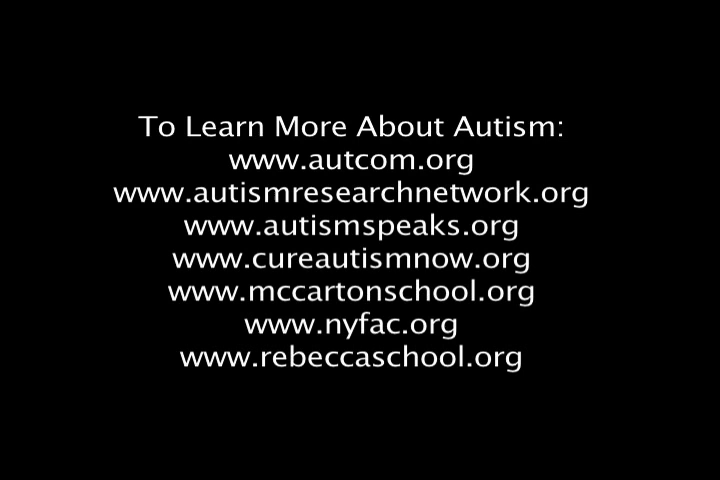 To Learn More About Autism:
www.autcom.org
www.autismresearchnetwork.org
www.autismspeaks.org
www.cureautismnow.org
www.mccartonschool.org
www.nyfac.org
www.rebeccaschool.org